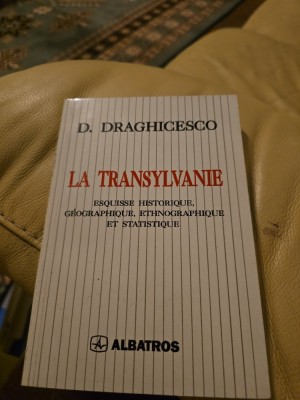 D. DRAGHICESCO
LA TRANSYLVANIE
ESQUISSE HISTORIQUE,
GÉOGRAPHIQUE, ETHNOGRAPHIQUE
ET STATISTIQUE
ALBATROS